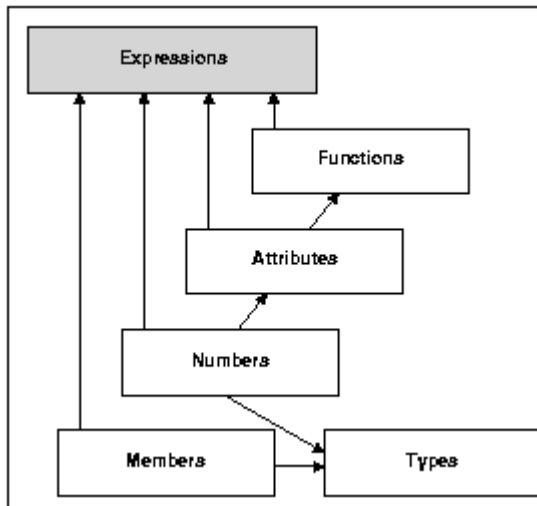 Expressions
Functions
Attributes
Numbers
Members
Types